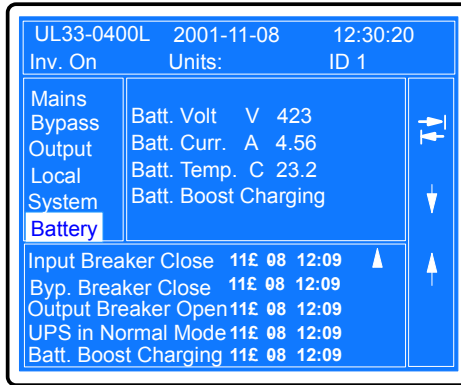 UL33-0400L 2001-11-08 12:30:20
Inv. On Units: ID 1
Mains
Bypass
Output
Local
System
Battery
Batt. Volt V 423
Batt. Curr. A 4.56
Batt. Temp. C 23.2
Batt. Boost Charging
Input Breaker Close 11£ 08 12:09
Byp. Breaker Close 11£ 08 12:09
Output Breaker Open 11£ 08 12:09
UPS in Normal Mode 11£ 08 12:09
Batt. Boost Charging 11£ 08 12:09